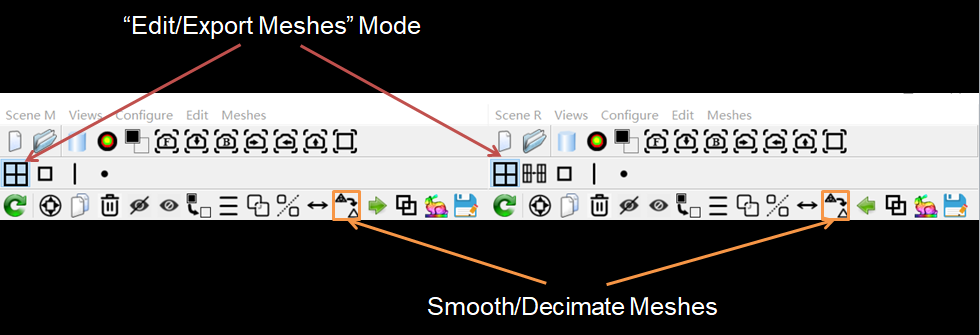 “Edit/Export Meshes” Mode
Scene M Views Configure Edit Meshes
Scene R Views Configure Edit Meshes
F B
F B
Smooth/Decimate Meshes